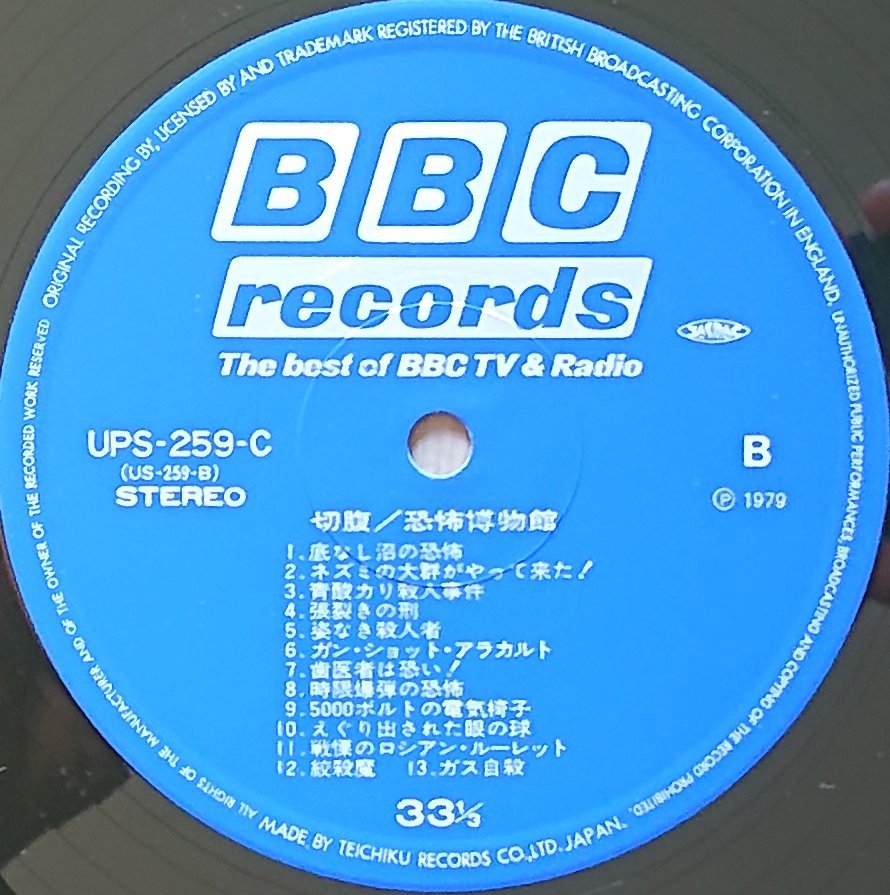 ORIGINAL RECORDING BY, LICENSED BY AND TRADEMARK REGISTERED BY THE BRITISH BROADCASTING CORPORATION IN ENGLAND. UNAUTHORIZED PUBLIC PERFORMANCES, BROADCASTING AND COPYING OF THE RECORD PROHIBITED.
BBC
records
The best of BBC TV & Radio
UPS-259-C
(US-259-B)
STEREO
B
Ⓟ 1979
切腹/恐怖博物館
1. 底なし沼の恐怖
2. ネズミの大群がやって来た!
3. 青酸カリ殺人事件
4. 張裂きの刑
5. 姿なき殺人者
6. ガン・ショット・アラカルト
7. 歯医者は恐い!
8. 時限爆弾の恐怖
9. 5000ボルトの電気椅子
10. えぐり出された眼の球
11. 戦慄のロシアン・ルーレット
12. 絞殺魔 13. ガス自殺
33⅓
ALL RIGHTS OF THE MANUFACTURER AND OF THE OWNER OF THE RECORDED WORK RESERVED
MADE BY TEICHIKU RECORDS CO.,LTD. JAPAN.